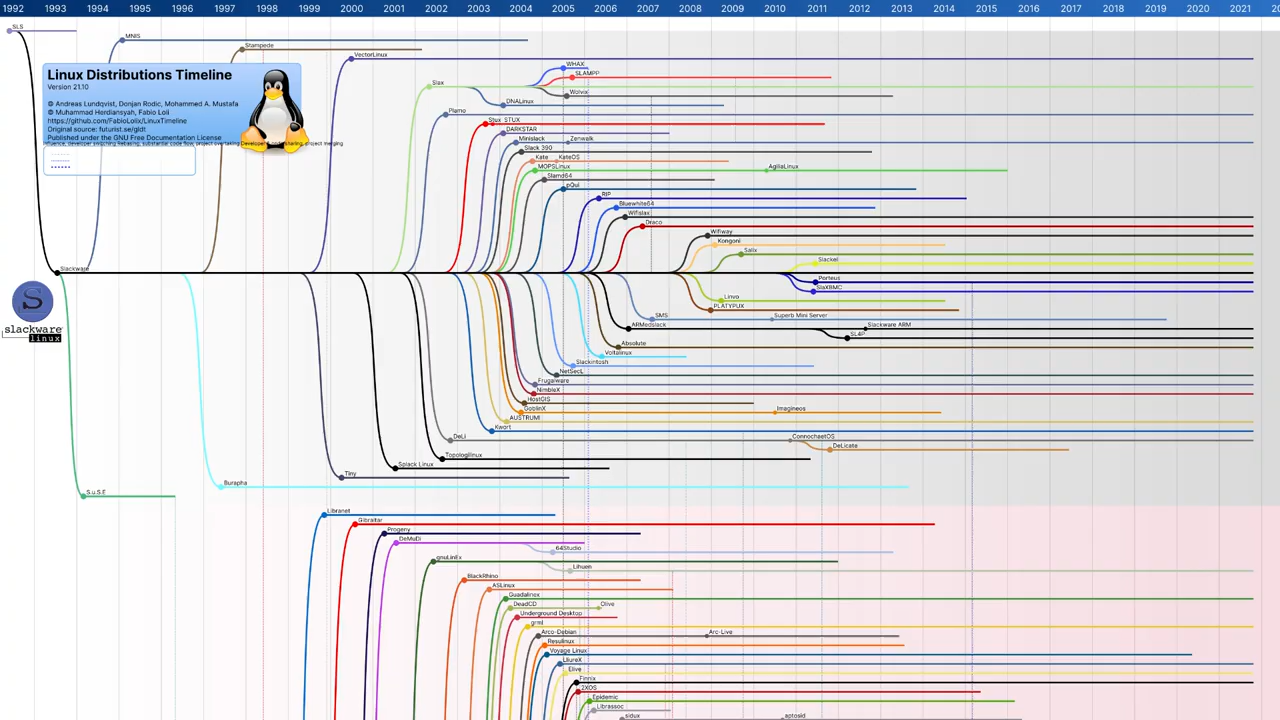 1992 1993 1994 1995 1996 1997 1998 1999 2000 2001 2002 2003 2004 2005 2006 2007 2008 2009 2010 2011 2012 2013 2014 2015 2016 2017 2018 2019 2020 2021
SLS
MNIS
Stampede
VectorLinux
WHAX
Linux Distributions Timeline
SLAMPP
Version 21.10
Slax
Wolvix
DNALinux
© Andreas Lundqvist, Donjan Rodic, Mohammed A. Mustafa
© Muhammad Herdiansyah, Fabio Loli
Plamo
https://github.com/FabioLolix/LinuxTimeline
Stux STUX
Original source: futurist.se/gldt
DARKSTAR
Published under the GNU Free Documentation License
Minislack Zenwalk
Slack 390
Kate KateOS
MOPSLinux AgiliaLinux
Slamd64
pQui
RIP
Bluewhite64
Wifislax
Draco
Wifiway
Kongoni
Salix
Slackel
Slackware
Porteus
SlaXBMC
Linvo
PLATYPUX
S
SMS Superb Mini Server
slackware
linux
ARMedslack Slackware ARM
SL4P
Absolute
Voltalinux
Slackintosh
NetSecL
Frugalware
NimbleX
HostGIS
GoblinX Imagineos
AUSTRUMI
Kwort
DeLi ConnochaetOS
DeLicate
Topologilinux
Splack Linux
Tiny
Burapha
S.u.S.E
Libranet
Gibraltar
Progeny
DeMuDi
64Studio
gnuLinEx
Lihuen
BlackRhino
ASLinux
Guadalinex
DeadCD Olive
Underground Desktop
grml
Arco-Debian Arc-Live
Resulinux
Voyage Linux
LliureX
Elive
Finnix
2XOS
Epidemic
Librassoc
sidux aptosid